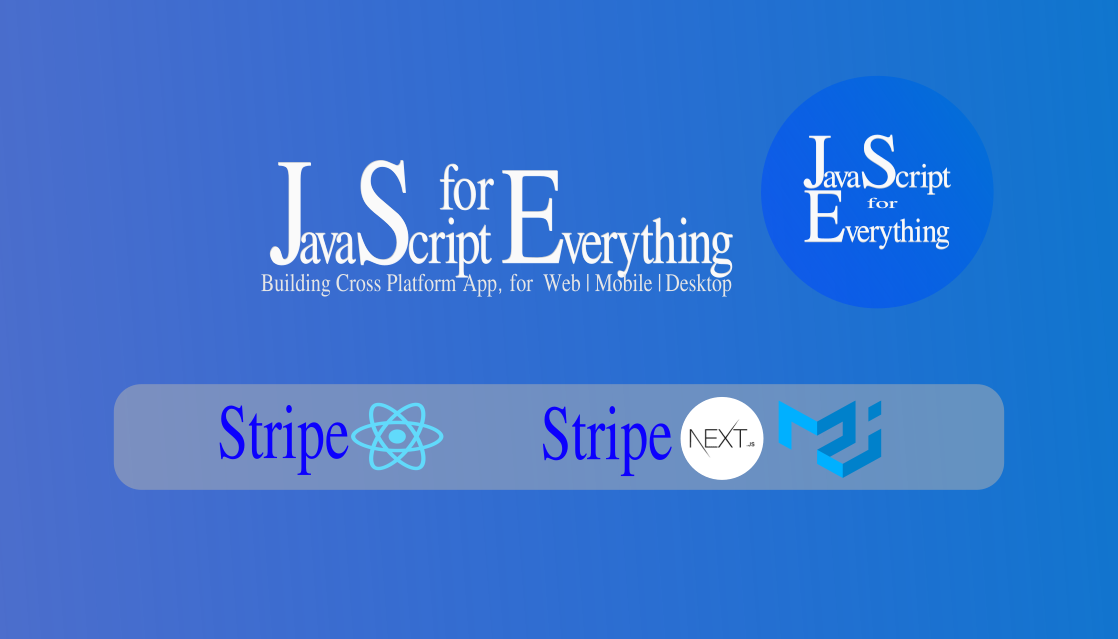 JavaScript for Everything
Building Cross Platform App, for Web | Mobile | Desktop
JavaScript
for
Everything
Stripe
Stripe
NEXT.JS